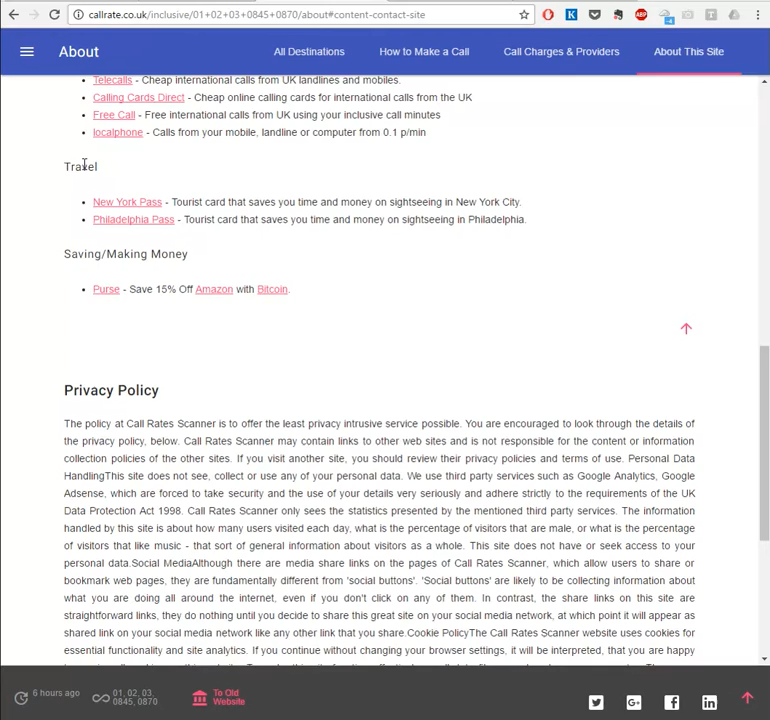 callrate.co.uk/inclusive/01+02+03+0845+0870/about#content-contact-site
About
All Destinations
How to Make a Call
Call Charges & Providers
About This Site
Telecalls - Cheap international calls from UK landlines and mobiles.
Calling Cards Direct - Cheap online calling cards for international calls from the UK
Free Call - Free international calls from UK using your inclusive call minutes
localphone - Calls from your mobile, landline or computer from 0.1 p/min
Travel
New York Pass - Tourist card that saves you time and money on sightseeing in New York City.
Philadelphia Pass - Tourist card that saves you time and money on sightseeing in Philadelphia.
Saving/Making Money
Purse - Save 15% Off Amazon with Bitcoin.
Privacy Policy
The policy at Call Rates Scanner is to offer the least privacy intrusive service possible. You are encouraged to look through the details of
the privacy policy, below. Call Rates Scanner may contain links to other web sites and is not responsible for the content or information
collection policies of the other sites. If you visit another site, you should review their privacy policies and terms of use. Personal Data
HandlingThis site does not see, collect or use any of your personal data. We use third party services such as Google Analytics, Google
Adsense, which are forced to take security and the use of your details very seriously and adhere strictly to the requirements of the UK
Data Protection Act 1998. Call Rates Scanner only sees the statistics presented by the mentioned third party services. The information
handled by this site is about how many users visited each day, what is the percentage of visitors that are male, or what is the percentage
of visitors that like music - that sort of general information about visitors as a whole. This site does not have or seek access to your
personal data.Social MediaAlthough there are media share links on the pages of Call Rates Scanner, which allow users to share or
bookmark web pages, they are fundamentally different from 'social buttons'. 'Social buttons' are likely to be collecting information about
what you are doing all around the internet, even if you don't click on any of them. In contrast, the share links on this site are
straightforward links, they do nothing until you decide to share this great site on your social media network, at which point it will appear as
shared link on your social media network like any other link that you share.Cookie PolicyThe Call Rates Scanner website uses cookies for
essential functionality and site analytics. If you continue without changing your browser settings, it will be interpreted, that you are happy
6 hours ago
01, 02, 03,
0845, 0870
To Old
Website